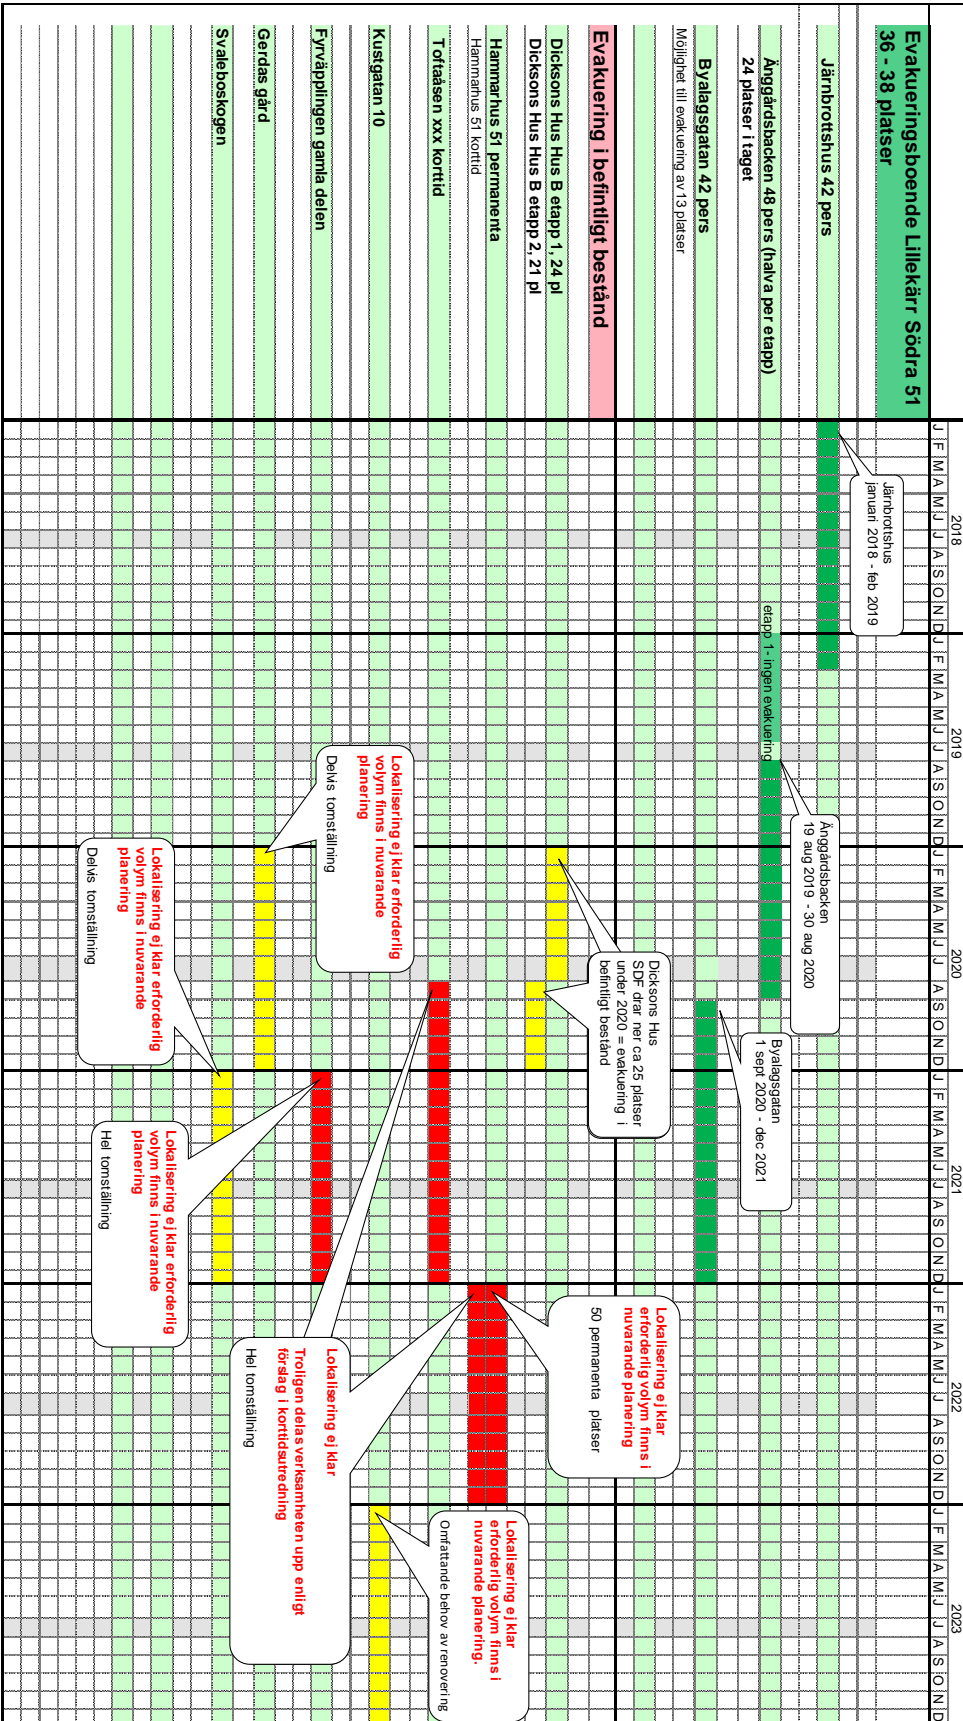 2018 2019 2020 2021 2022 2023
J F M A M J J A S O N D J F M A M J J A S O N D J F M A M J J A S O N D J F M A M J J A S O N D J F M A M J J A S O N D J F M A M J J A S O N D
Evakueringsboende Lillekärr Södra 51
36 - 38 platser
Järnbrottshus
januari 2018 - feb 2019
Järnbrottshus 42 pers
Änggårdsbacken
19 aug 2019 - 30 aug 2020
Änggårdsbacken 48 pers (halva per etapp)
etapp 1- ingen evakuering
24 platser i taget
Byalagsgatan
1 sept 2020 - dec 2021
Byalagsgatan 42 pers
Möjlighet till evakuering av 13 platser
Evakuering i befintligt bestånd
Dicksons Hus
SDF drar ner ca 25 platser
under 2020 = evakuering i
befintligt bestånd
Lokalisering ej klar
erforderlig volym finns i
nuvarande planering
50 permanenta platser
Dicksons Hus Hus B etapp 1, 24 pl
Dicksons Hus Hus B etapp 2, 21 pl
Hammarhus 51 permanenta
Hammarhus 51 korttid
Lokalisering ej klar
erforderlig volym finns i
nuvarande planering.
Omfattande behov av renovering
Toftaåsen xxx korttid
Kustgatan 10
Lokalisering ej klar erforderlig
volym finns i nuvarande
planering
Delvis tomställning
Lokalisering ej klar
Troligen delas verksamheten upp enligt
förslag i korttidsutredning
Hel tomställning
Fyrväpplingen gamla delen
Gerdas gård
Svaleboskogen
Lokalisering ej klar erforderlig
volym finns i nuvarande
planering
Delvis tomställning
Lokalisering ej klar erforderlig
volym finns i nuvarande
planering
Hel tomställning